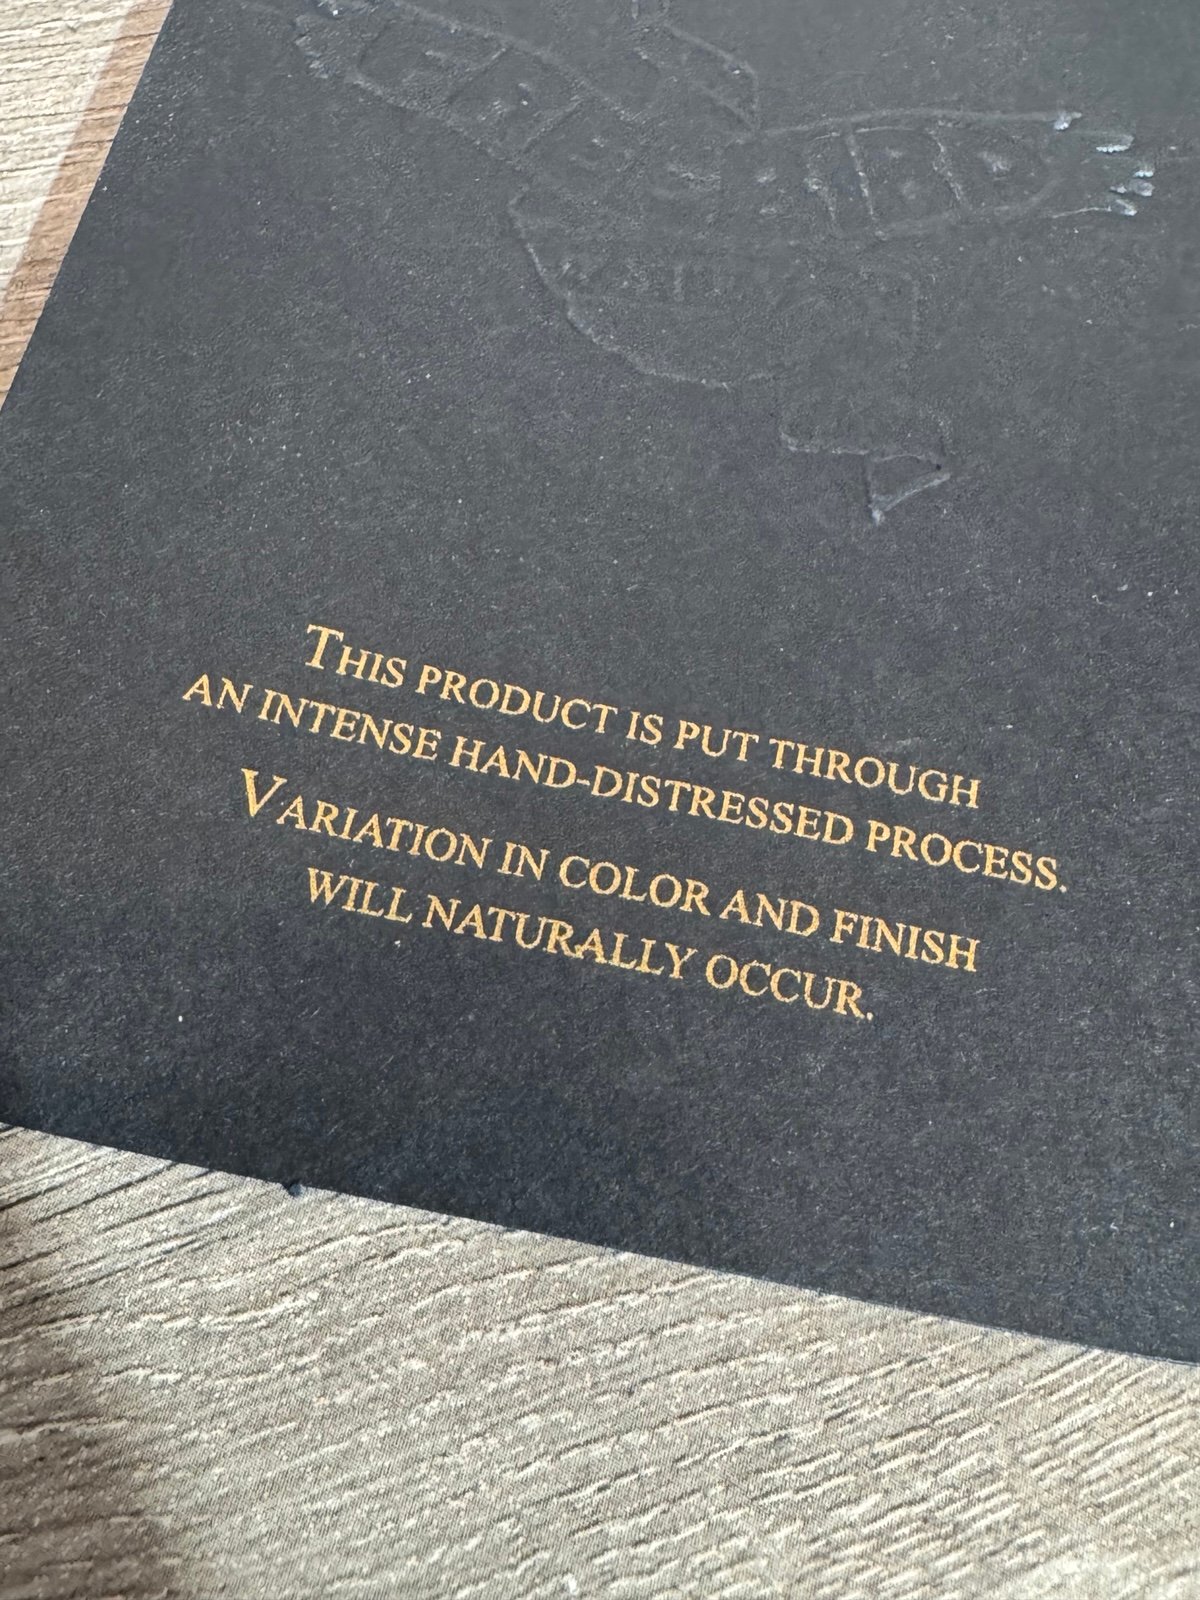 THIS PRODUCT IS PUT THROUGH
AN INTENSE HAND-DISTRESSED PROCESS.
VARIATION IN COLOR AND FINISH
WILL NATURALLY OCCUR.